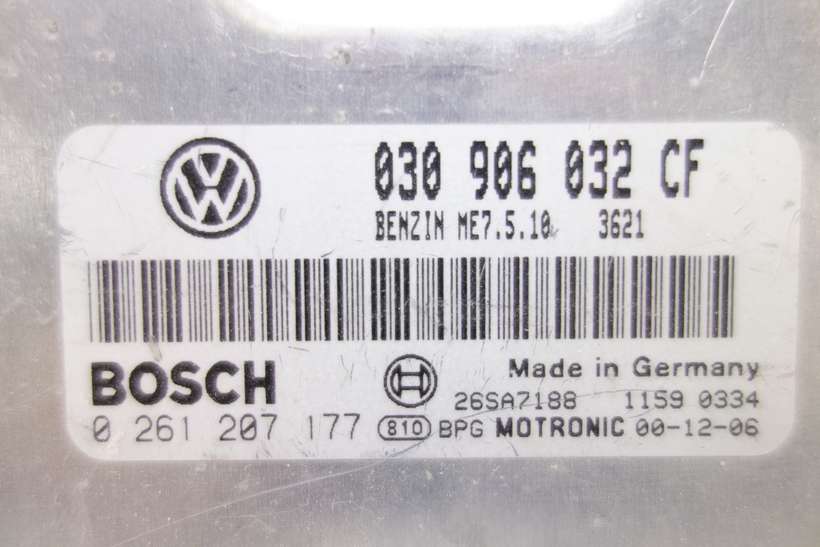 030 906 032 CF
BENZIN ME7.5.10 3621
BOSCH
Made in Germany
26SA7188 1159 0334
0 261 207 177 810 BPG MOTRONIC 00-12-06